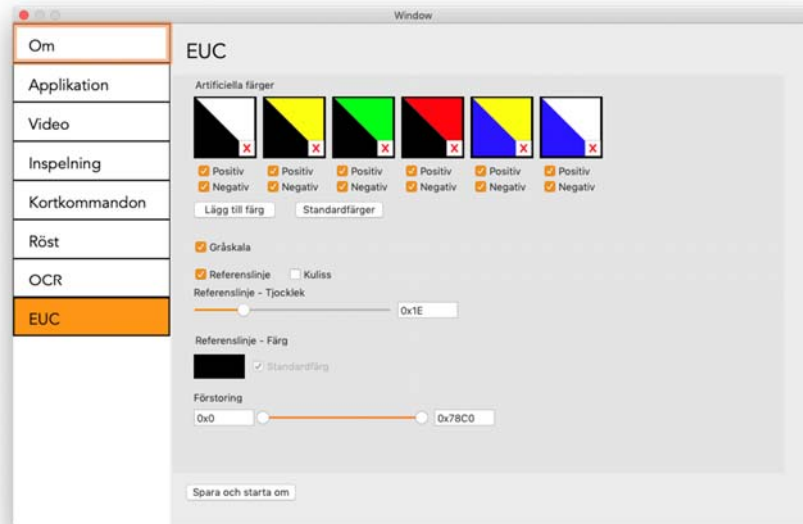 Window
Om
Applikation
Video
Inspelning
Kortkommandon
Röst
OCR
EUC
EUC
Artificiella färger
X X X X X X
Positiv Positiv Positiv Positiv Positiv Positiv
Negativ Negativ Negativ Negativ Negativ Negativ
Lägg till färg Standardfärger
Gråskala
Referenslinje Kuliss
Referenslinje - Tjocklek
0x1E
Referenslinje - Färg
Standardfärg
Förstoring
0x0 0x78C0
Spara och starta om